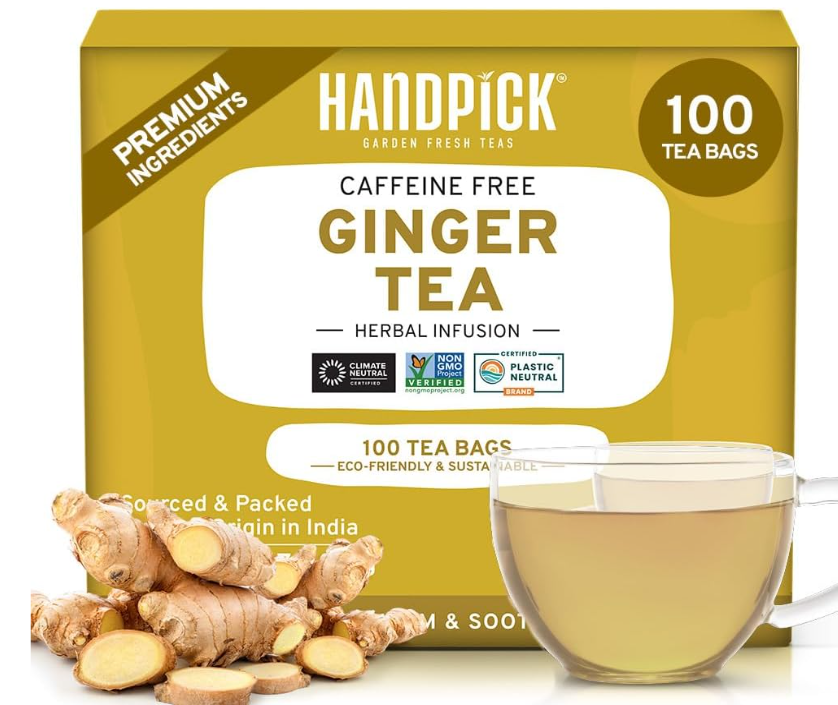 PREMIUM
INGREDIENTS
HANDPICK
GARDEN FRESH TEAS
100
TEA BAGS
CAFFEINE FREE
GINGER
TEA
HERBAL INFUSION
CLIMATE
NEUTRAL
CERTIFIED
NON
GMO
Project
VERIFIED
nongmoproject.org
CERTIFIED
PLASTIC
NEUTRAL
BRAND
100 TEA BAGS
ECO-FRIENDLY & SUSTAINABLE
Sourced & Packed
Origin in India
& SOOT